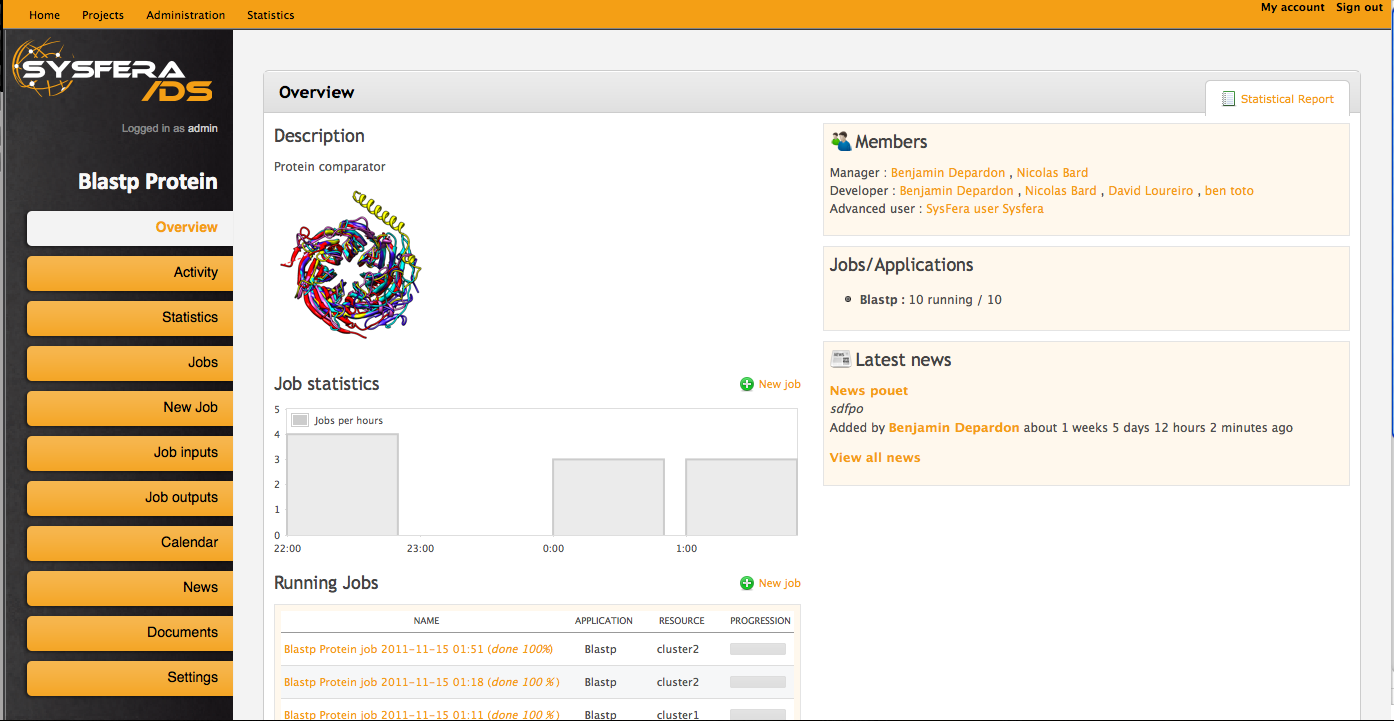 Home Projects Administration Statistics My account Sign out
SYSFERA
/DS
Logged in as admin
Blastp Protein
Overview
Activity
Statistics
Jobs
New Job
Job inputs
Job outputs
Calendar
News
Documents
Settings
Overview
Statistical Report
Description
Protein comparator
Job statistics
New job
5
Jobs per hours
4
3
2
1
0
22:00 23:00 0:00 1:00
Running Jobs
New job
NAME APPLICATION RESOURCE PROGRESSION
Blastp Protein job 2011-11-15 01:51 (done 100%) Blastp cluster2
Blastp Protein job 2011-11-15 01:18 (done 100 % ) Blastp cluster2
Blastp Protein job 2011-11-15 01:11 (done 100 % ) Blastp cluster1
Members
Manager : Benjamin Depardon , Nicolas Bard
Developer : Benjamin Depardon , Nicolas Bard , David Loureiro , ben toto
Advanced user : SysFera user Sysfera
Jobs/Applications
Blastp : 10 running / 10
NEWS
Latest news
News pouet
sdfpo
Added by Benjamin Depardon about 1 weeks 5 days 12 hours 2 minutes ago
View all news